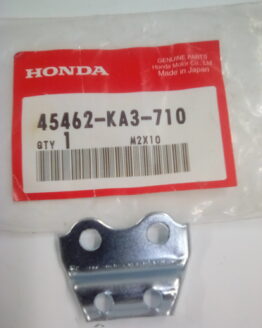 HONDA
GENUINE PARTS
Honda Motor Co., Ltd.
Made in Japan
45462-KA3-710
QTY 1 M2X10